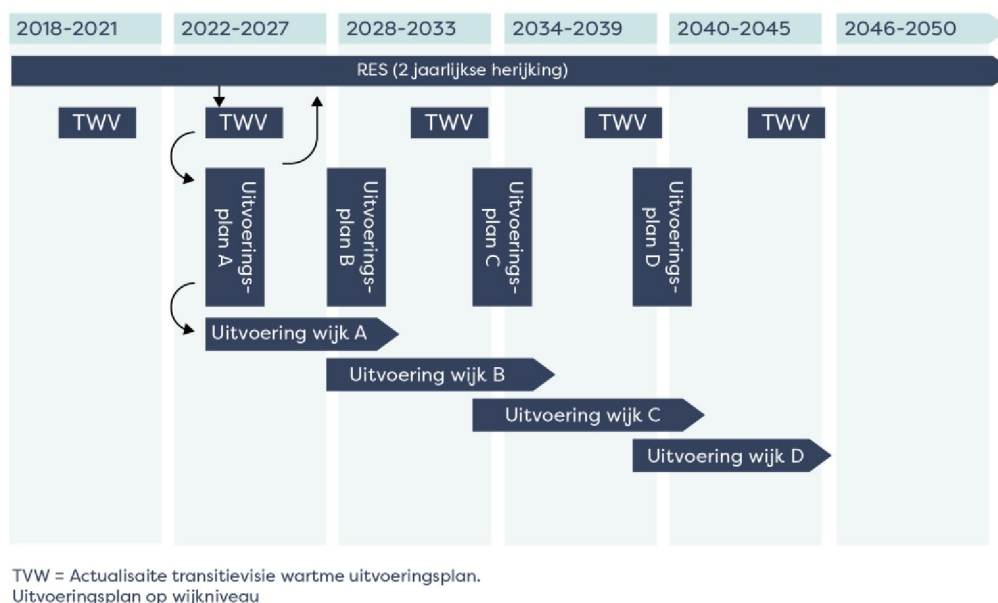 2018-2021 2022-2027 2028-2033 2034-2039 2040-2045 2046-2050
RES (2 jaarlijkse herijking)
TWV TWV TWV TWV TWV
Uitvoerings-
plan A
Uitvoerings-
plan B
Uitvoerings-
plan C
Uitvoerings-
plan D
Uitvoering wijk A
Uitvoering wijk B
Uitvoering wijk C
Uitvoering wijk D
TVW = Actualisaite transitievisie wartme uitvoeringsplan.
Uitvoeringsplan op wijkniveau